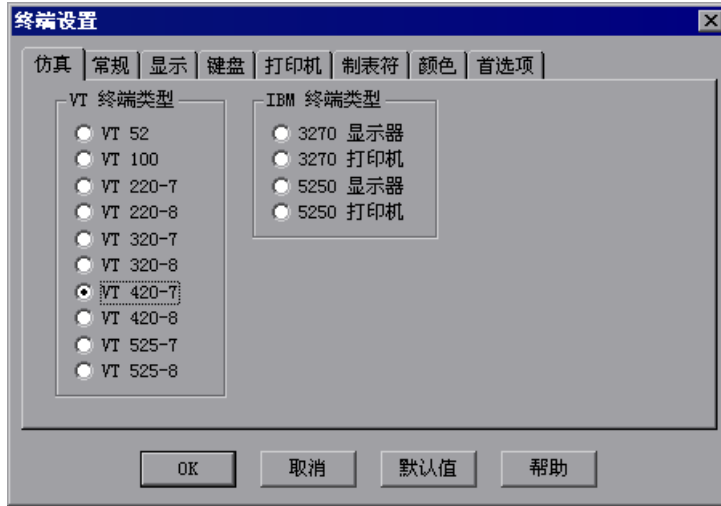 终端设置
仿真 常规 显示 键盘 打印机 制表符 颜色 首选项
VT 终端类型
VT 52
VT 100
VT 220-7
VT 220-8
VT 320-7
VT 320-8
VT 420-7
VT 420-8
VT 525-7
VT 525-8
IBM 终端类型
3270 显示器
3270 打印机
5250 显示器
5250 打印机
OK 取消 默认值 帮助